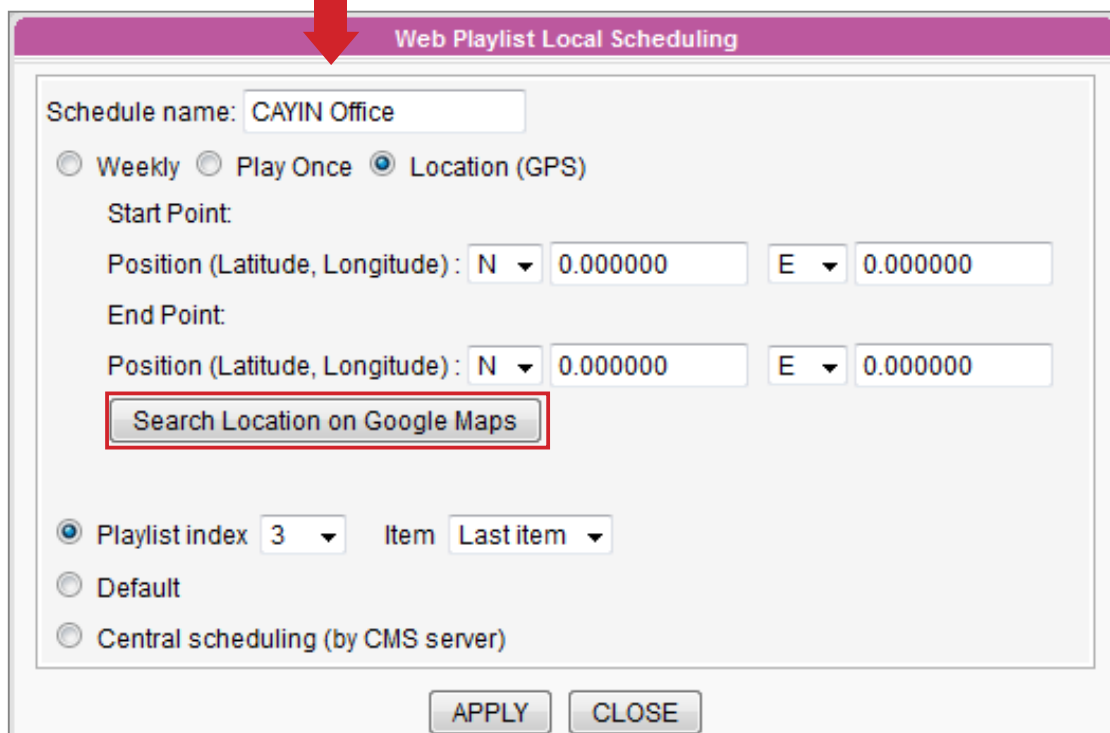 Web Playlist Local Scheduling
Schedule name: CAYIN Office
Weekly Play Once Location (GPS)
Start Point:
Position (Latitude, Longitude) : N 0.000000 E 0.000000
End Point:
Position (Latitude, Longitude) : N 0.000000 E 0.000000
Search Location on Google Maps
Playlist index 3 Item Last item
Default
Central scheduling (by CMS server)
APPLY CLOSE